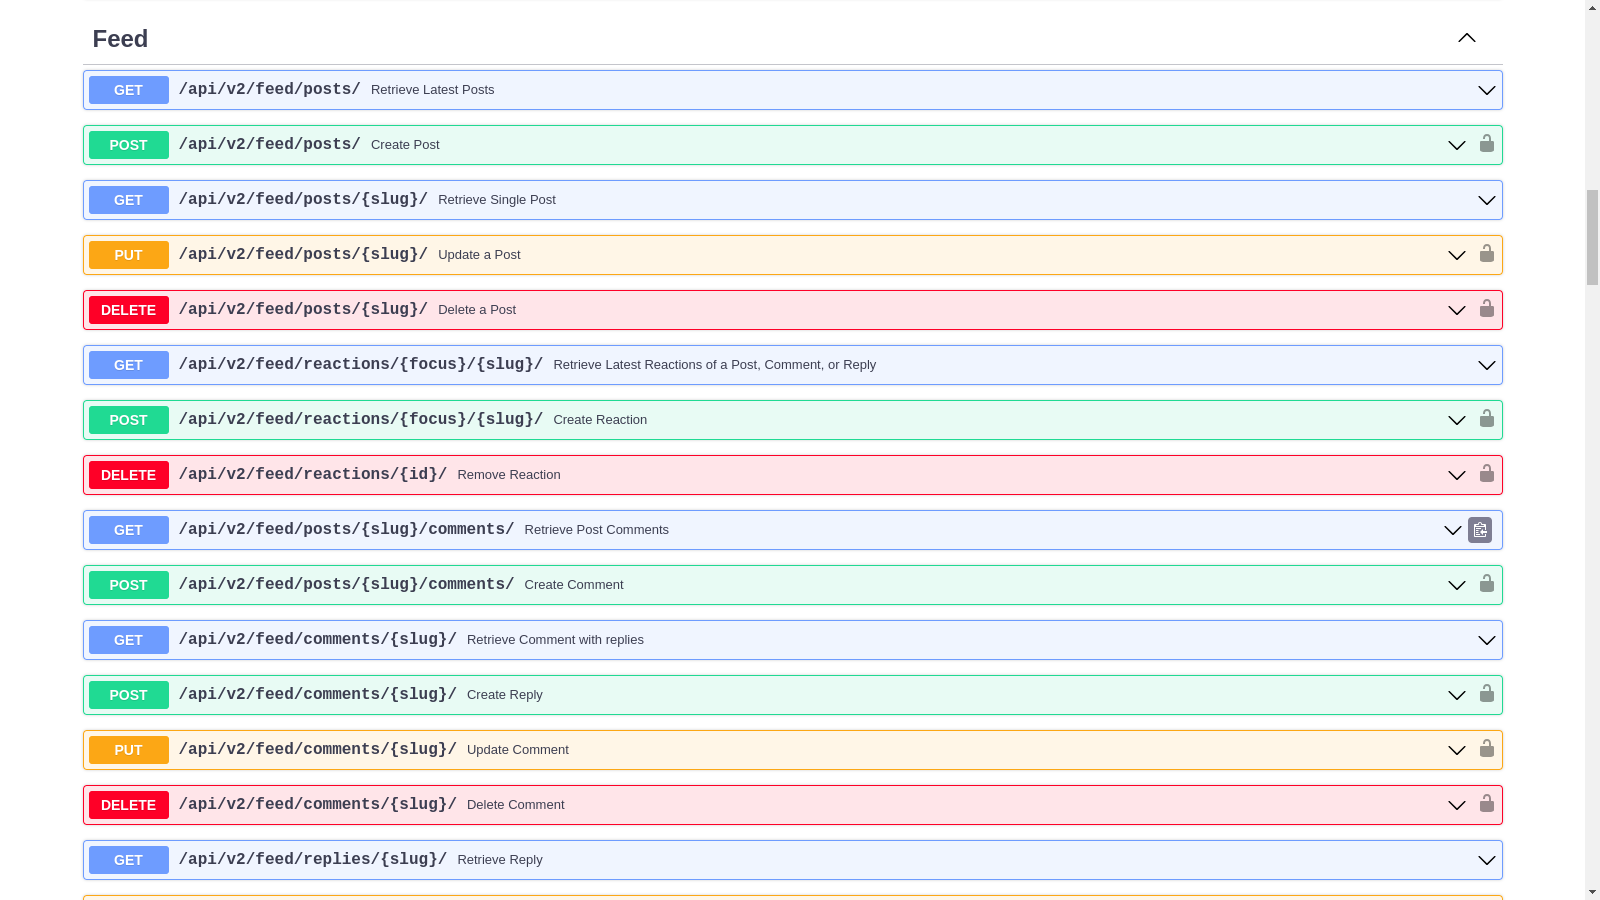 Feed
GET /api/v2/feed/posts/ Retrieve Latest Posts
POST /api/v2/feed/posts/ Create Post
GET /api/v2/feed/posts/{slug}/ Retrieve Single Post
PUT /api/v2/feed/posts/{slug}/ Update a Post
DELETE /api/v2/feed/posts/{slug}/ Delete a Post
GET /api/v2/feed/reactions/{focus}/{slug}/ Retrieve Latest Reactions of a Post, Comment, or Reply
POST /api/v2/feed/reactions/{focus}/{slug}/ Create Reaction
DELETE /api/v2/feed/reactions/{id}/ Remove Reaction
GET /api/v2/feed/posts/{slug}/comments/ Retrieve Post Comments
POST /api/v2/feed/posts/{slug}/comments/ Create Comment
GET /api/v2/feed/comments/{slug}/ Retrieve Comment with replies
POST /api/v2/feed/comments/{slug}/ Create Reply
PUT /api/v2/feed/comments/{slug}/ Update Comment
DELETE /api/v2/feed/comments/{slug}/ Delete Comment
GET /api/v2/feed/replies/{slug}/ Retrieve Reply